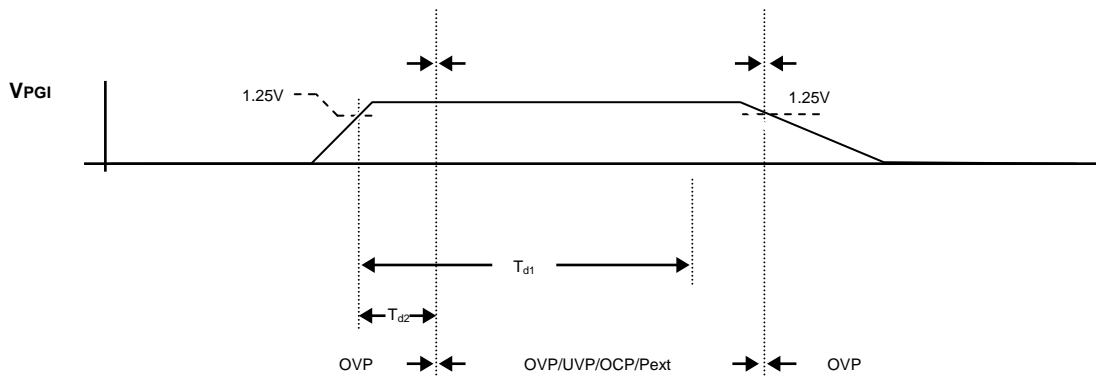 VPGI
1.25V
1.25V
Td1
Td2
OVP
OVP/UVP/OCP/Pext
OVP